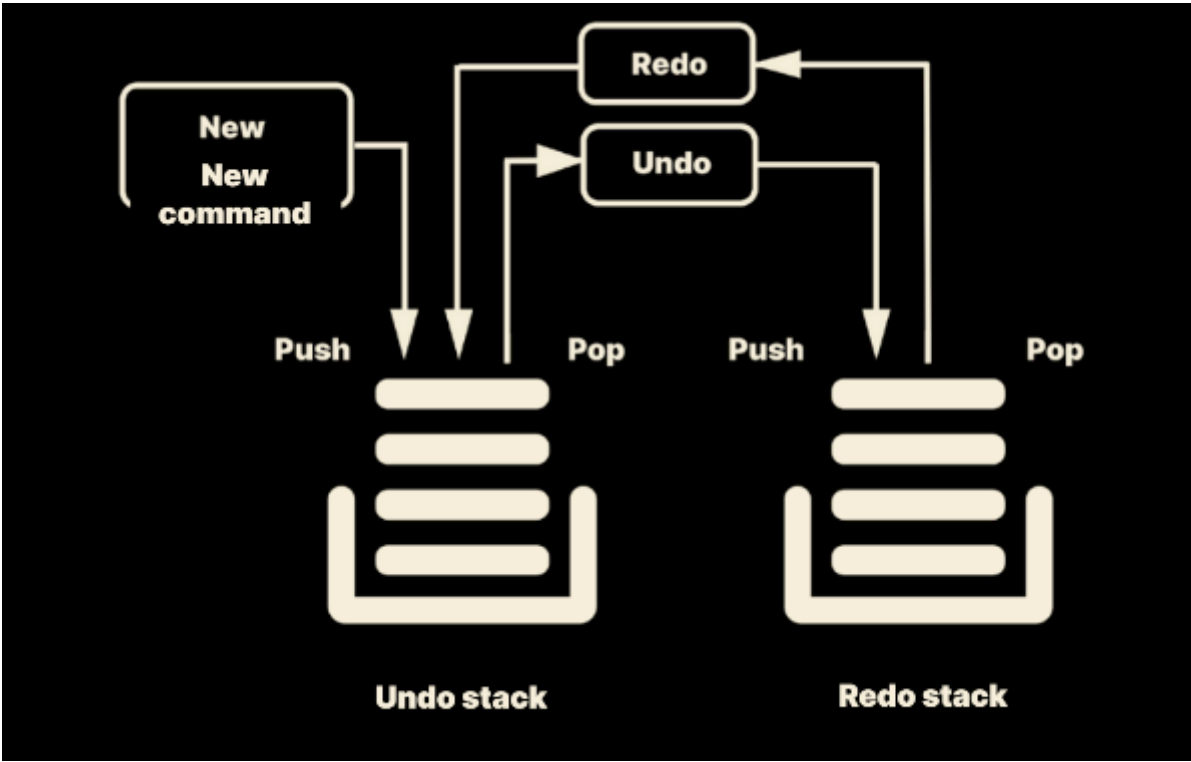 Redo
New
New
command
Undo
Push
Pop
Push
Pop
Undo stack
Redo stack